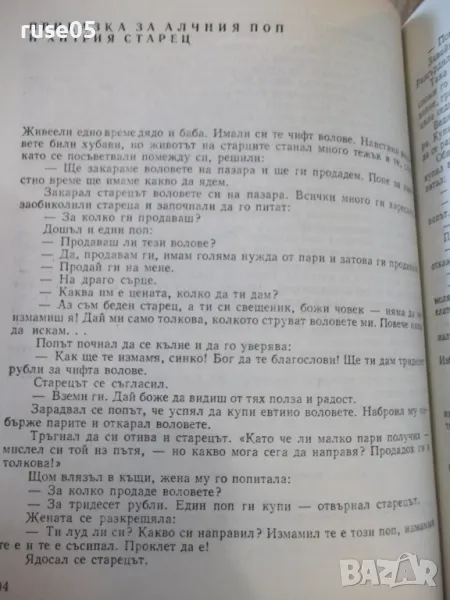 ruse05
ПРИКАЗКА ЗА АЛЧНИЯ ПОП
И ХИТРИЯ СТАРЕЦ
Живеели едно време дядо и баба. Имали си те чифт волове.
вете били хубави, но животът на старците станал много тежък и те,
като се посъветвали помежду си, решили:
— Ще закараме воловете на пазара и ще ги продадем. Поне за
стно време ще имаме какво да ядем.
Закарал старецът воловете си на пазара. Всички много ги
заобиколили стареца и започнали да го питат:
— За колко ги продаваш?
Дошъл и един поп:
— Продаваш ли тези волове?
— Да, продавам ги, имам голяма нужда от пари и затова ги продавам
— Продай ги на мене.
— На драго сърце.
— Каква им е цената, колко да ти дам?
— Аз съм беден старец, а ти си свещеник, божи човек — няма да
измамиш я! Дай ми само толкова, колкото струват воловете ми. Повече
да искам. . .
Попът почнал да се кълне и да го уверява:
— Как ще те измамя, синко! Бог да те благослови! Ще ти дам тридесет
рубли за чифта волове.
Старецът се съгласил.
— Вземи ги. Дай боже да видиш от тях полза и радост.
Зарадвал се попът, че успял да купи евтино воловете. Наброил му
бърже парите и откарал воловете.
Тръгнал да си отива и старецът. «Като че ли малко пари получих —
мислел си той из пътя, — но какво мога сега да направя? Продадох ги
толкова!»
Щом влязъл в къщи, жена му го попитала:
— За колко продаде воловете?
— За тридесет рубли. Един поп ги купи — отвърнал старецът.
Жената се разкрещяла:
— Ти луд ли си? Какво си направил? Измамил те е този поп, измамил
те е и те е съсипал. Проклет да е!
Ядосал се старецът.
94
BAZAR